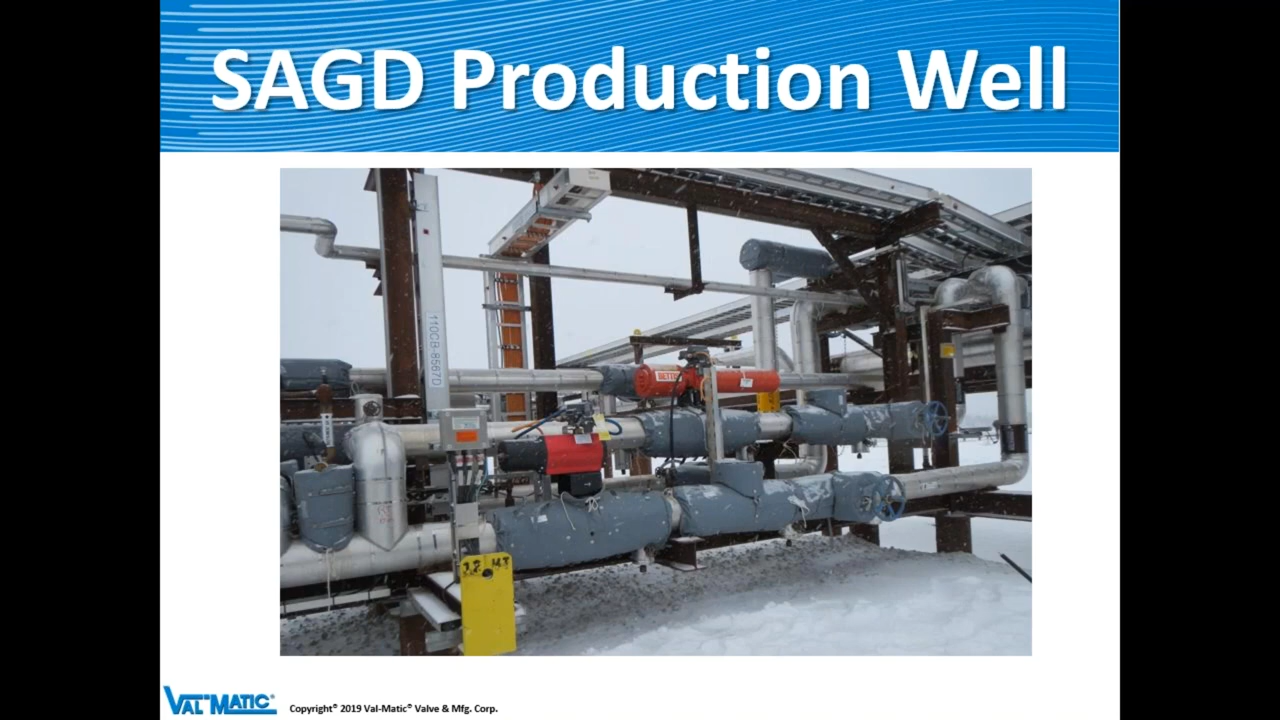 SAGD Production Well
110CB-8567D
VAL-MATIC®
Copyright® 2019 Val-Matic® Valve & Mfg. Corp.